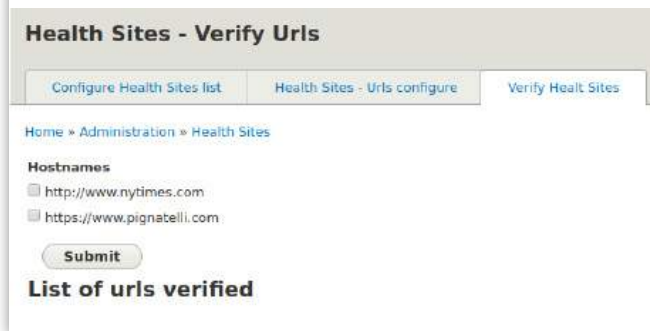 Health Sites - Verify Urls
Configure Health Sites list Health Sites - Urls configure Verify Healt Sites
Home » Administration » Health Sites
Hostnames
http://www.nytimes.com
https://www.pignatelli.com
Submit
List of urls verified